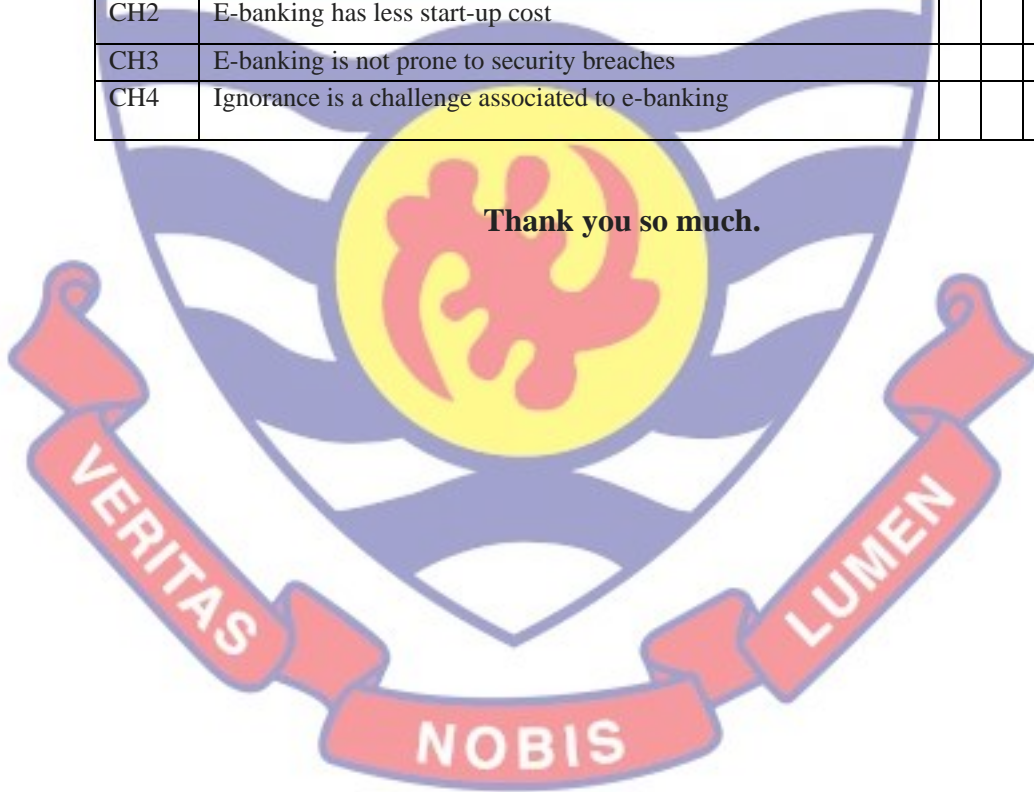 CH2 E-banking has less start-up cost
CH3 E-banking is not prone to security breaches
CH4 Ignorance is a challenge associated to e-banking
Thank you so much.
VERITAS
NOBIS
LUMEN